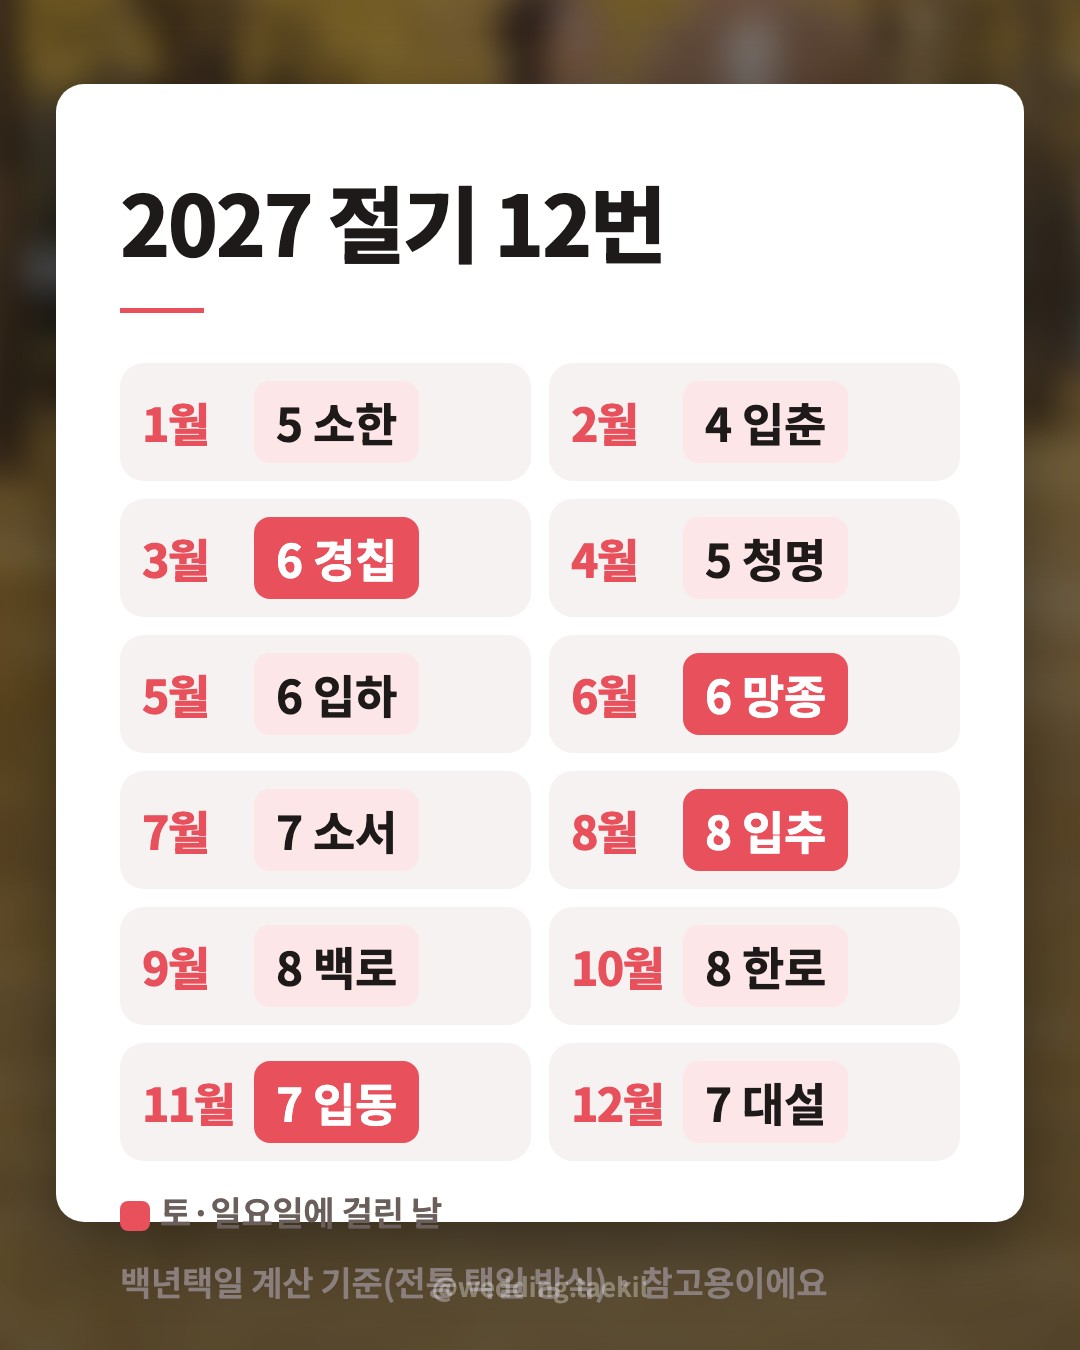 2027 절기 12번
1월 5 소한
2월 4 입춘
3월 6 경칩
4월 5 청명
5월 6 입하
6월 6 망종
7월 7 소서
8월 8 입추
9월 8 백로
10월 8 한로
11월 7 입동
12월 7 대설
토·일요일에 걸린 날
백년택일 계산 기준(전통 택일 방식) · 참고용이에요
@wedding.taekil